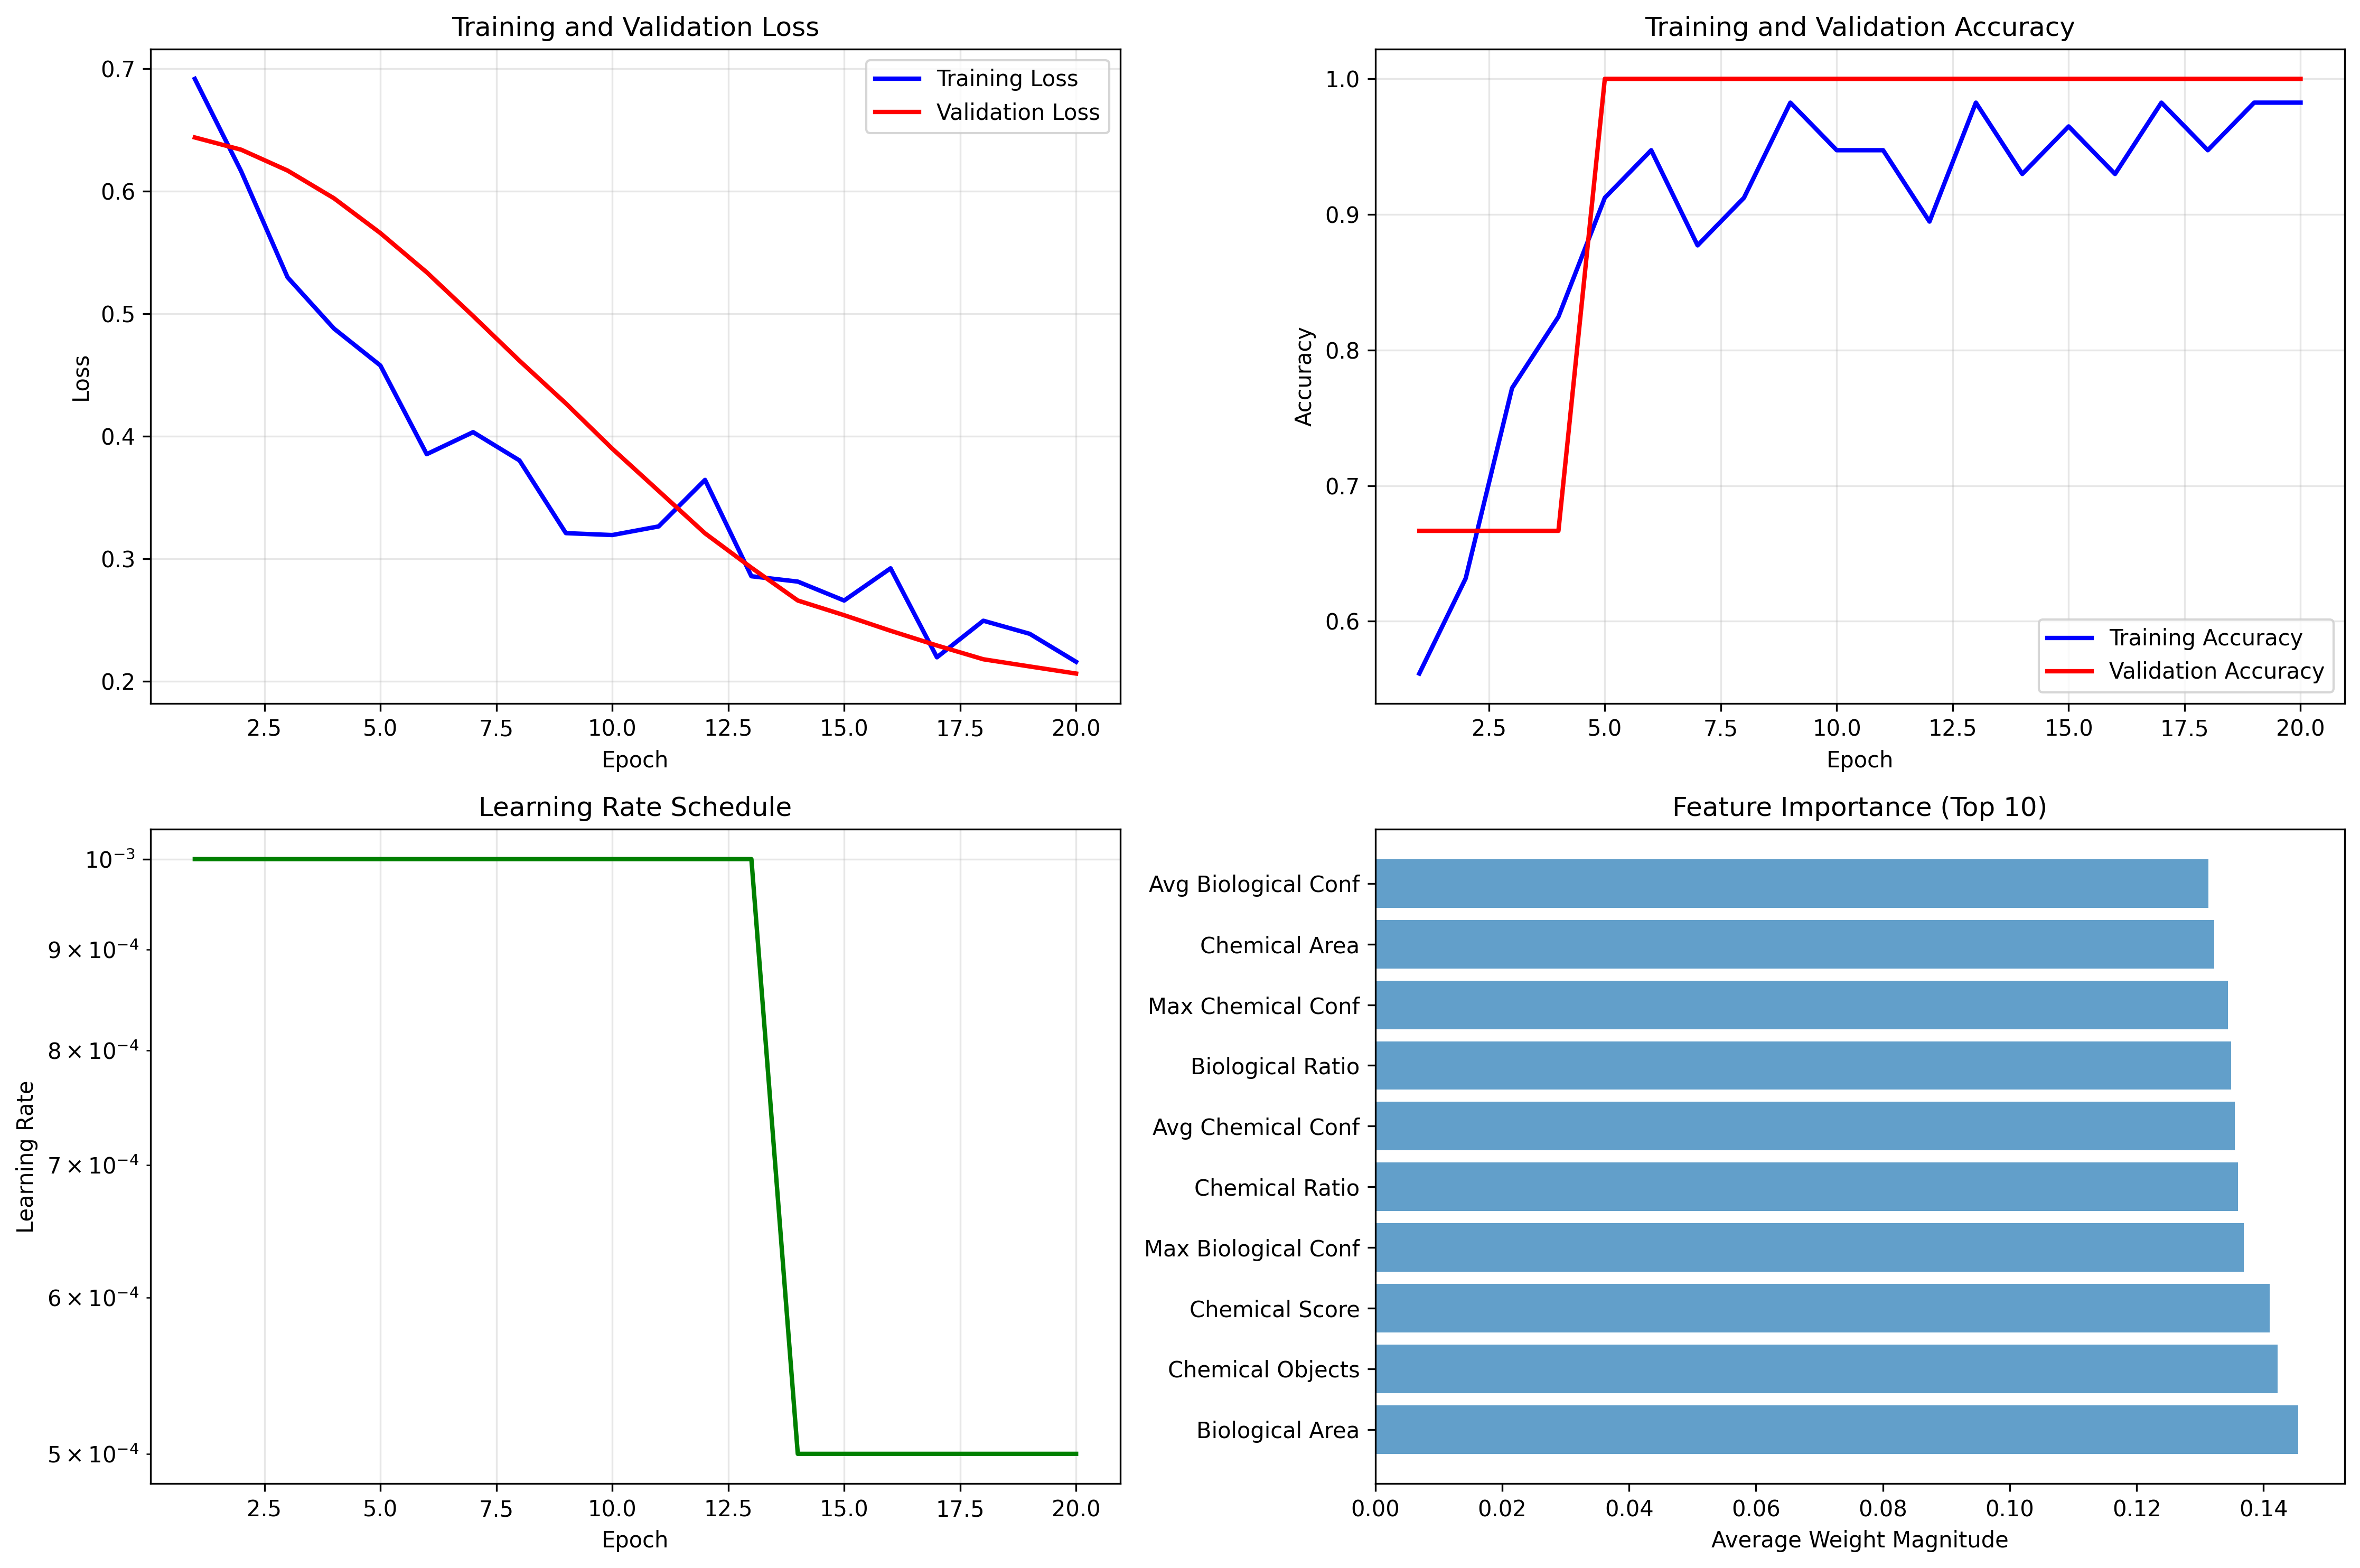 Training and Validation Loss
0.7
0.6
0.5
0.4
0.3
0.2
Loss
Training Loss
Validation Loss
2.5 5.0 7.5 10.0 12.5 15.0 17.5 20.0
Epoch
Training and Validation Accuracy
1.0
0.9
0.8
0.7
0.6
Accuracy
Training Accuracy
Validation Accuracy
2.5 5.0 7.5 10.0 12.5 15.0 17.5 20.0
Epoch
Learning Rate Schedule
10⁻³
9 × 10⁻⁴
8 × 10⁻⁴
7 × 10⁻⁴
6 × 10⁻⁴
5 × 10⁻⁴
Learning Rate
2.5 5.0 7.5 10.0 12.5 15.0 17.5 20.0
Epoch
Feature Importance (Top 10)
Avg Biological Conf
Chemical Area
Max Chemical Conf
Biological Ratio
Avg Chemical Conf
Chemical Ratio
Max Biological Conf
Chemical Score
Chemical Objects
Biological Area
0.00 0.02 0.04 0.06 0.08 0.10 0.12 0.14
Average Weight Magnitude